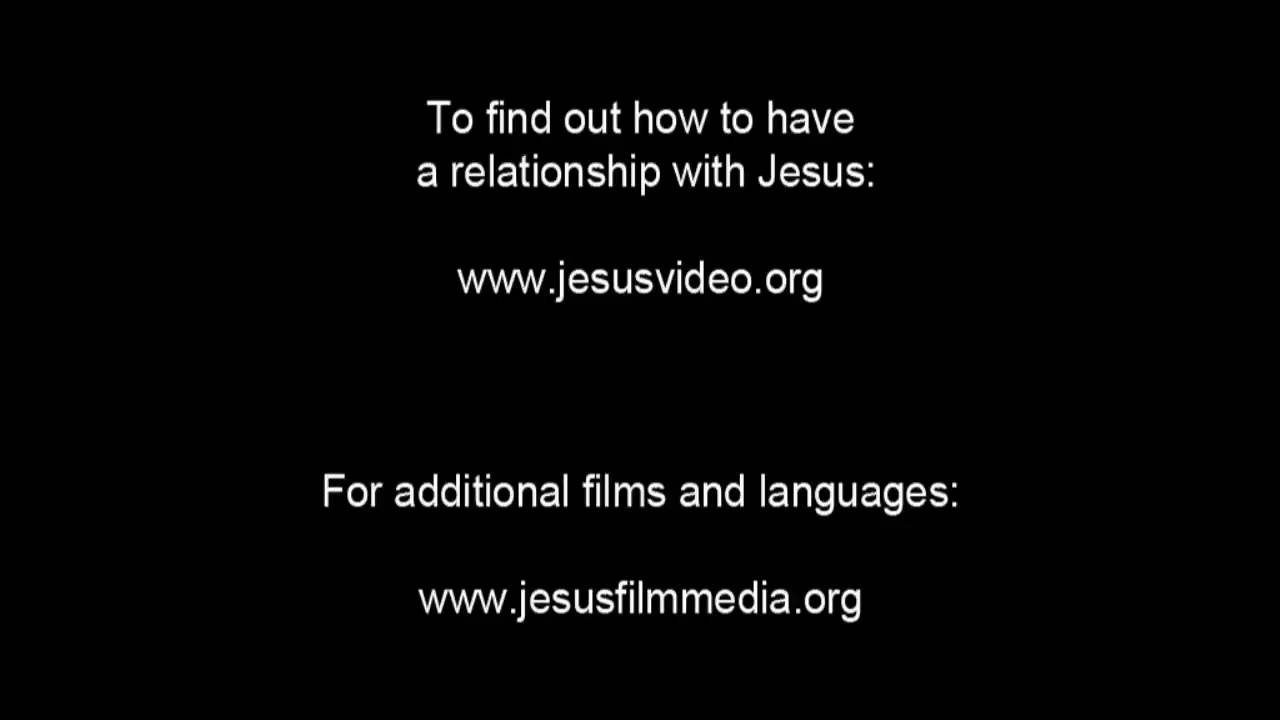 To find out how to have
a relationship with Jesus:
www.jesusvideo.org
For additional films and languages:
www.jesusfilmmedia.org